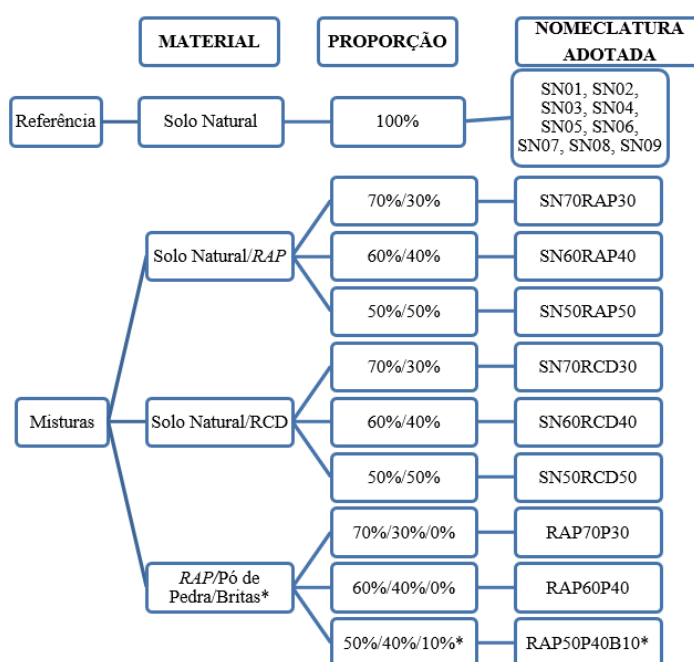 MATERIAL
PROPORÇÃO
NOMECLATURA
ADOTADA
Referência
Solo Natural
100%
SN01, SN02,
SN03, SN04,
SN05, SN06,
SN07, SN08, SN09
Misturas
Solo Natural/RAP
70%/30%
SN70RAP30
60%/40%
SN60RAP40
50%/50%
SN50RAP50
Solo Natural/RCD
70%/30%
SN70RCD30
60%/40%
SN60RCD40
50%/50%
SN50RCD50
RAP/Pó de
Pedra/Britas*
70%/30%/0%
RAP70P30
60%/40%/0%
RAP60P40
50%/40%/10%*
RAP50P40B10*